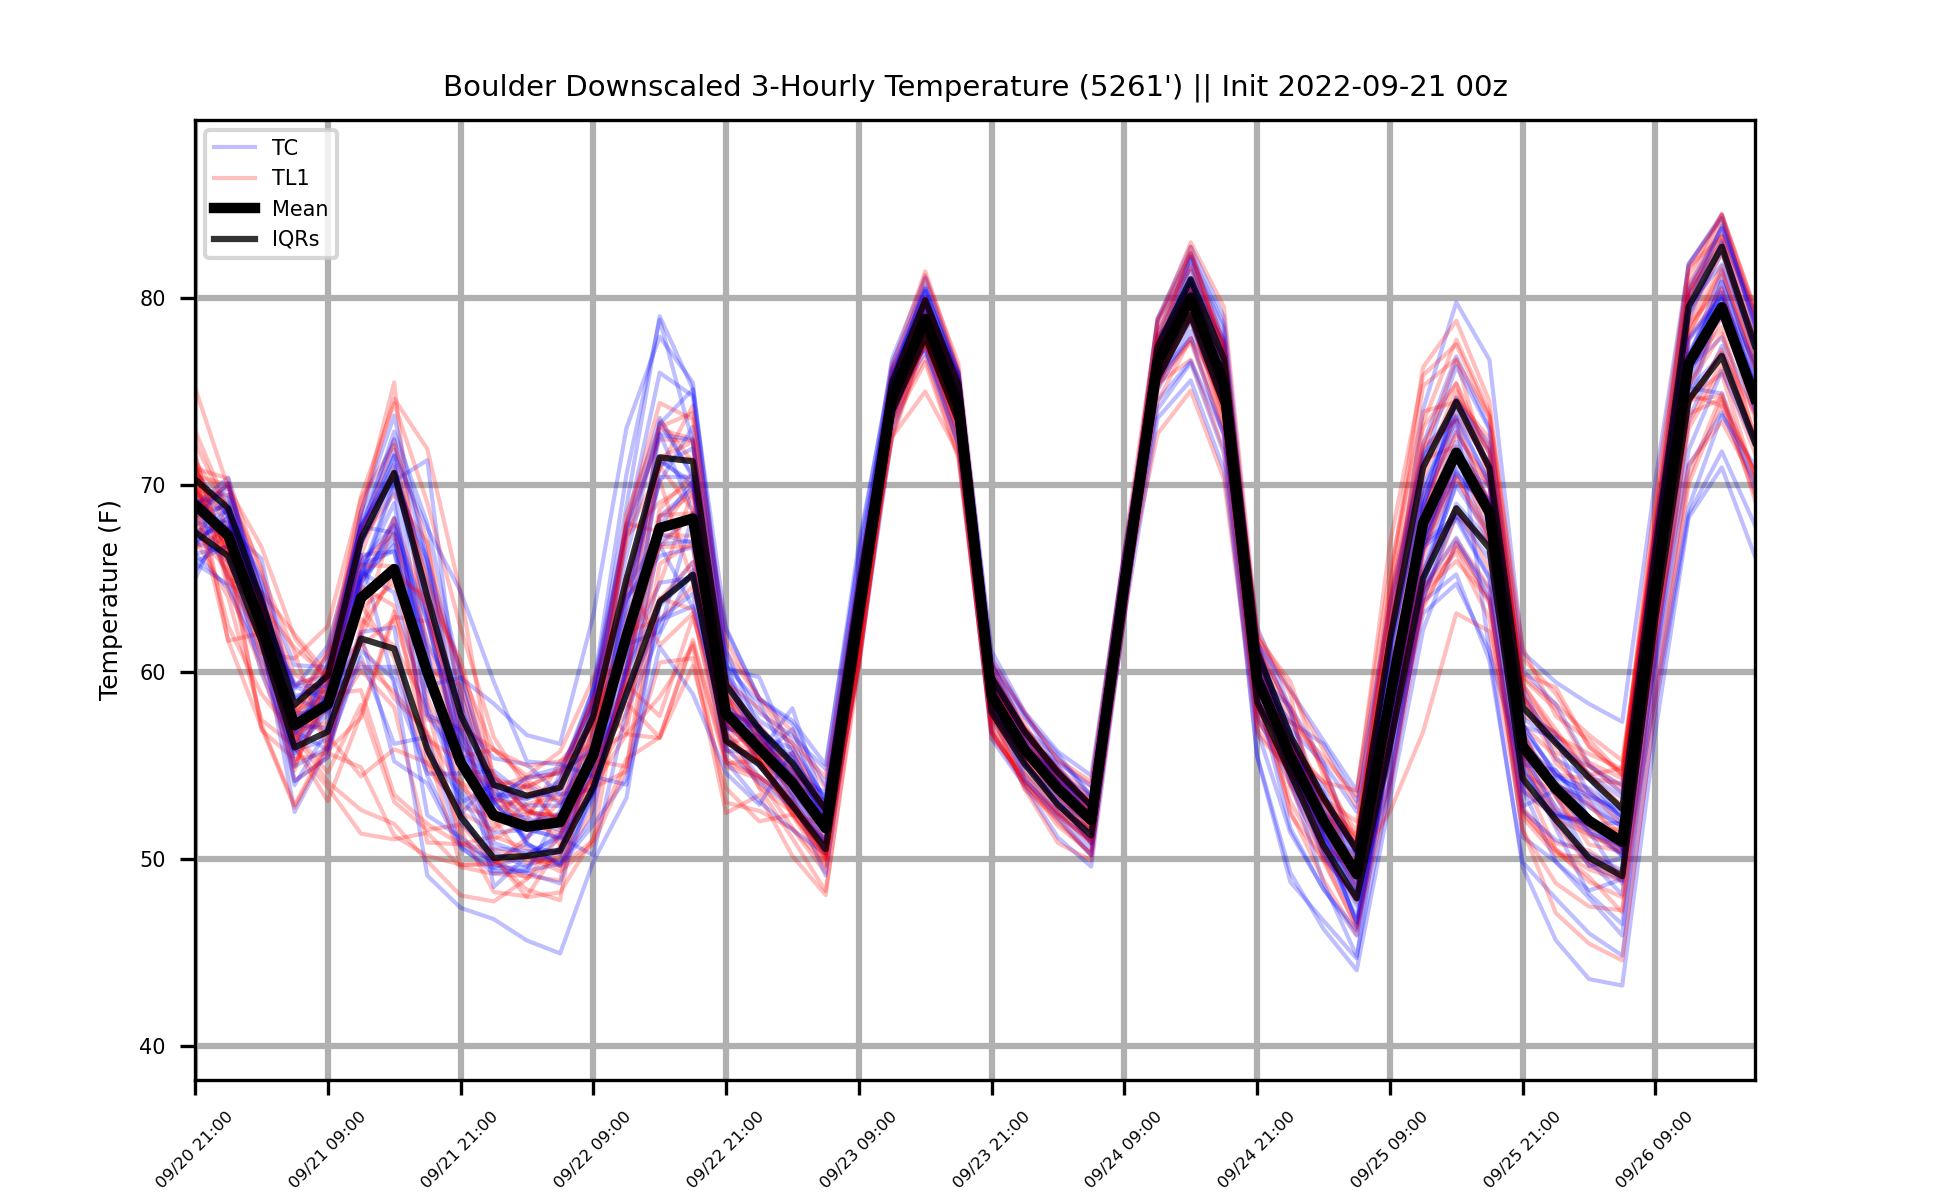 Boulder Downscaled 3-Hourly Temperature (5261') || Init 2022-09-21 00z
TC
TL1
Mean
IQRs
Temperature (F)
80
70
60
50
40
09/20 21:00
09/21 09:00
09/21 21:00
09/22 09:00
09/22 21:00
09/23 09:00
09/23 21:00
09/24 09:00
09/24 21:00
09/25 09:00
09/25 21:00
09/26 09:00